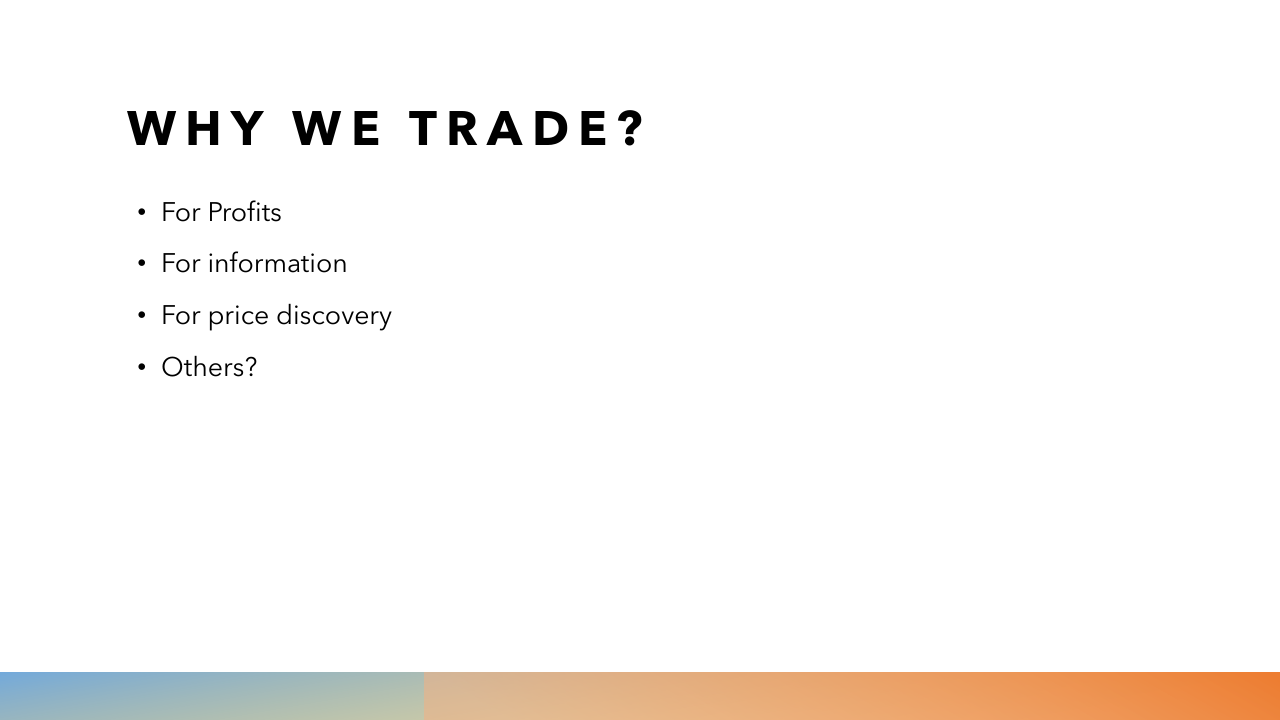 WHY WE TRADE?
• For Profits
• For information
• For price discovery
• Others?